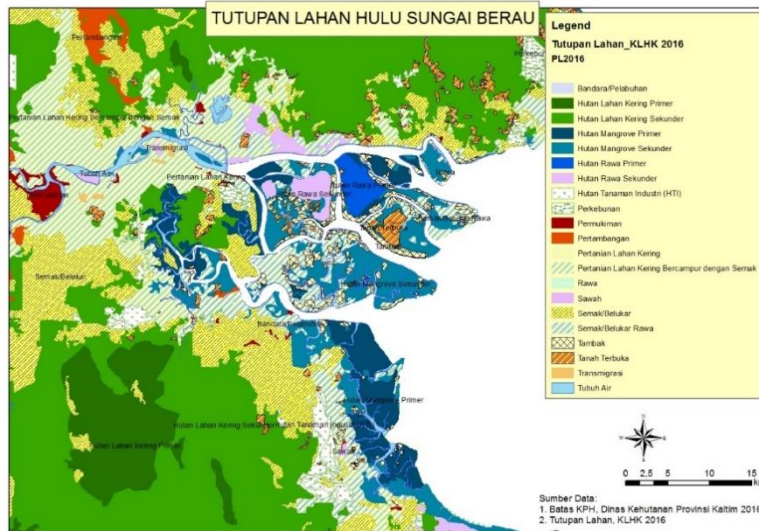 TUTUPAN LAHAN HULU SUNGAI BERAU
Legend
Tutupan Lahan_KLHK 2016
PL2016
Bandara/Pelabuhan
Hutan Lahan Kering Primer
Hutan Lahan Kering Sekunder
Hutan Mangrove Primer
Hutan Mangrove Sekunder
Hutan Rawa Primer
Hutan Rawa Sekunder
Hutan Tanaman Industri (HTI)
Perkebunan
Permukiman
Pertambangan
Pertanian Lahan Kering
Pertanian Lahan Kering Bercampur dengan Semak
Rawa
Sawah
Semak/Belukar
Semak/Belukar Rawa
Tambak
Tanah Terbuka
Transmigrasi
Tubuh Air
Pertambangan
Transmigrasi
Tubuh Air
Pertanian Lahan Kering
Semak/Belukar
Hutan Mangrove Sekunder
Hutan Lahan Kering Sekunder
Hutan Lahan Kering Primer
Sawah
0 2,5 5 10 15
Sumber Data:
1. Batas KPH, Dinas Kehutanan Provinsi Kaltim 2016
2. Tutupan Lahan, KLHK 2016